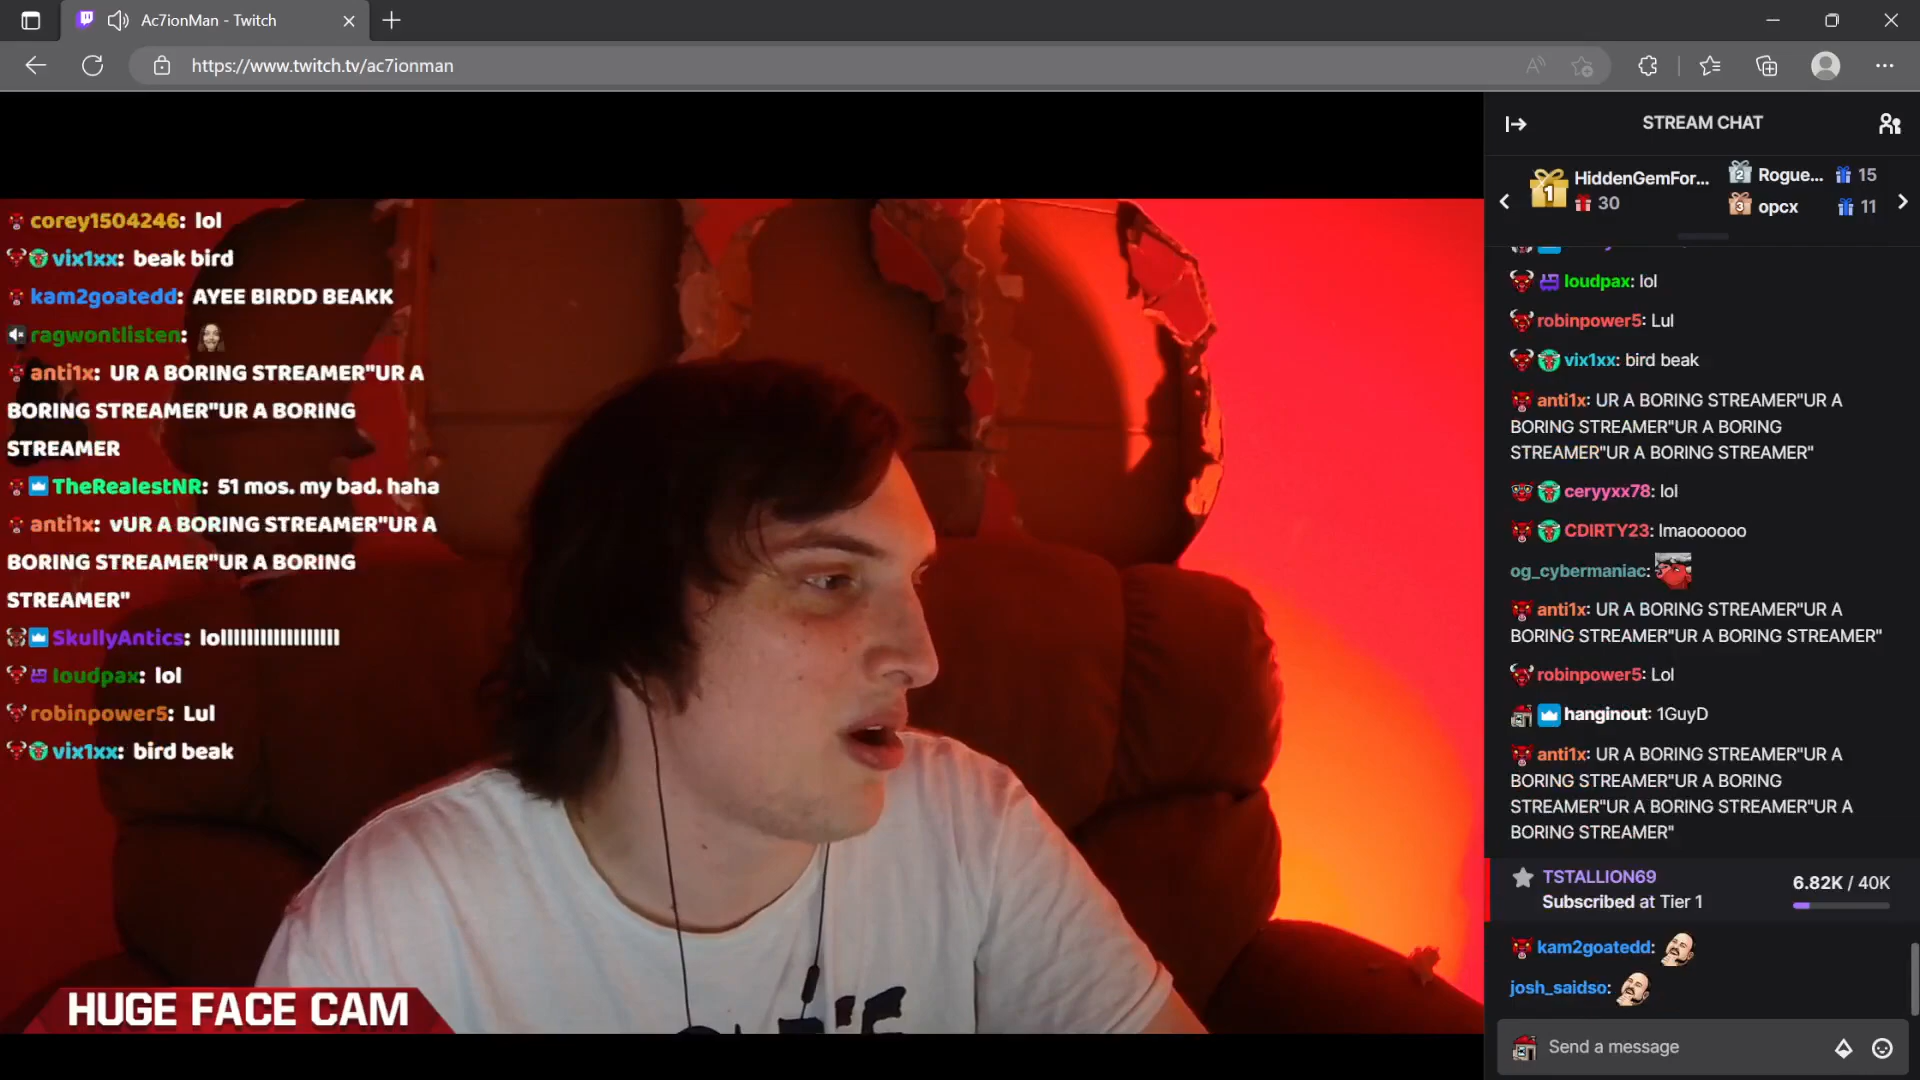 Ac7ionMan - Twitch
https://www.twitch.tv/ac7ionman
corey1504246: lol
vix1xx: beak bird
kam2goatedd: AYEE BIRDD BEAKK
ragwontlisten:
anti1x: UR A BORING STREAMER"UR A
BORING STREAMER"UR A BORING
STREAMER
TheRealestNR: 51 mos. my bad. haha
anti1x: vUR A BORING STREAMER"UR A
BORING STREAMER"UR A BORING
STREAMER"
SkullyAntics: lolllllllllllllllllll
loudpax: lol
robinpower5: Lul
vix1xx: bird beak
HUGE FACE CAM
STREAM CHAT
1 HiddenGemFor...
30
2 Rogue... 15
3 opcx 11
loudpax: lol
robinpower5: Lul
vix1xx: bird beak
anti1x: UR A BORING STREAMER"UR A
BORING STREAMER"UR A BORING
STREAMER"UR A BORING STREAMER"
ceryyxx78: lol
CDIRTY23: lmaoooooo
og_cybermaniac:
anti1x: UR A BORING STREAMER"UR A
BORING STREAMER"UR A BORING STREAMER"
robinpower5: Lol
hanginout: 1GuyD
anti1x: UR A BORING STREAMER"UR A
BORING STREAMER"UR A BORING
STREAMER"UR A BORING STREAMER"UR A
BORING STREAMER"
TSTALLION69
Subscribed at Tier 1
6.82K / 40K
kam2goatedd:
josh_saidso:
Send a message